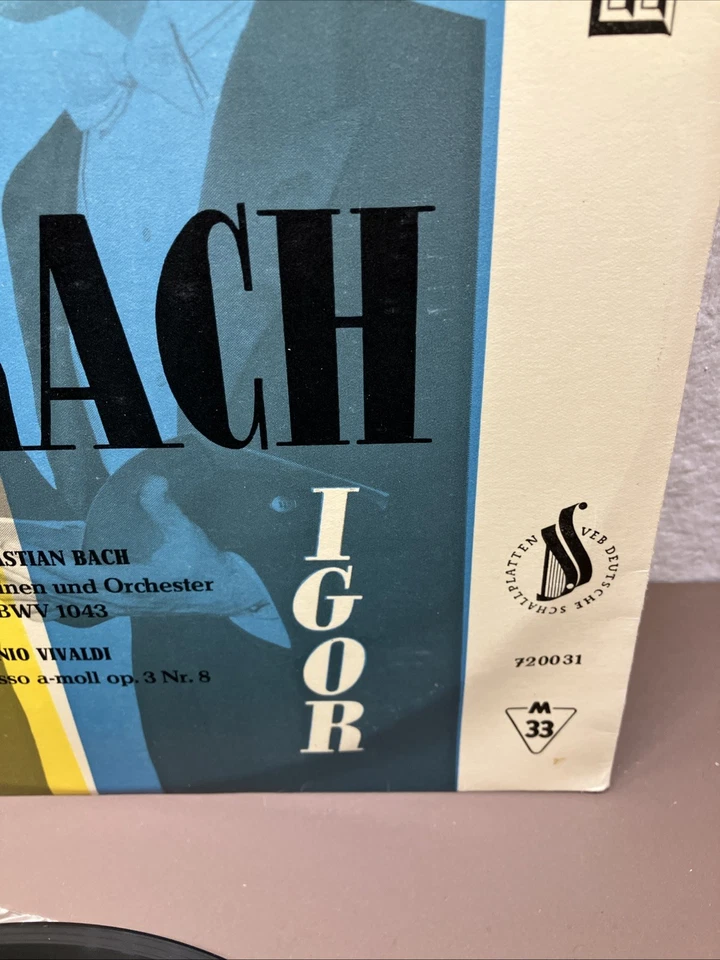 ACH
ASTIAN BACH
inen und Orchester
BWV 1043
NIO VIVALDI
sso a-moll op. 3 Nr. 8
IGOR
VEB DEUTSCHE SCHALLPLATTEN
720031
M
33